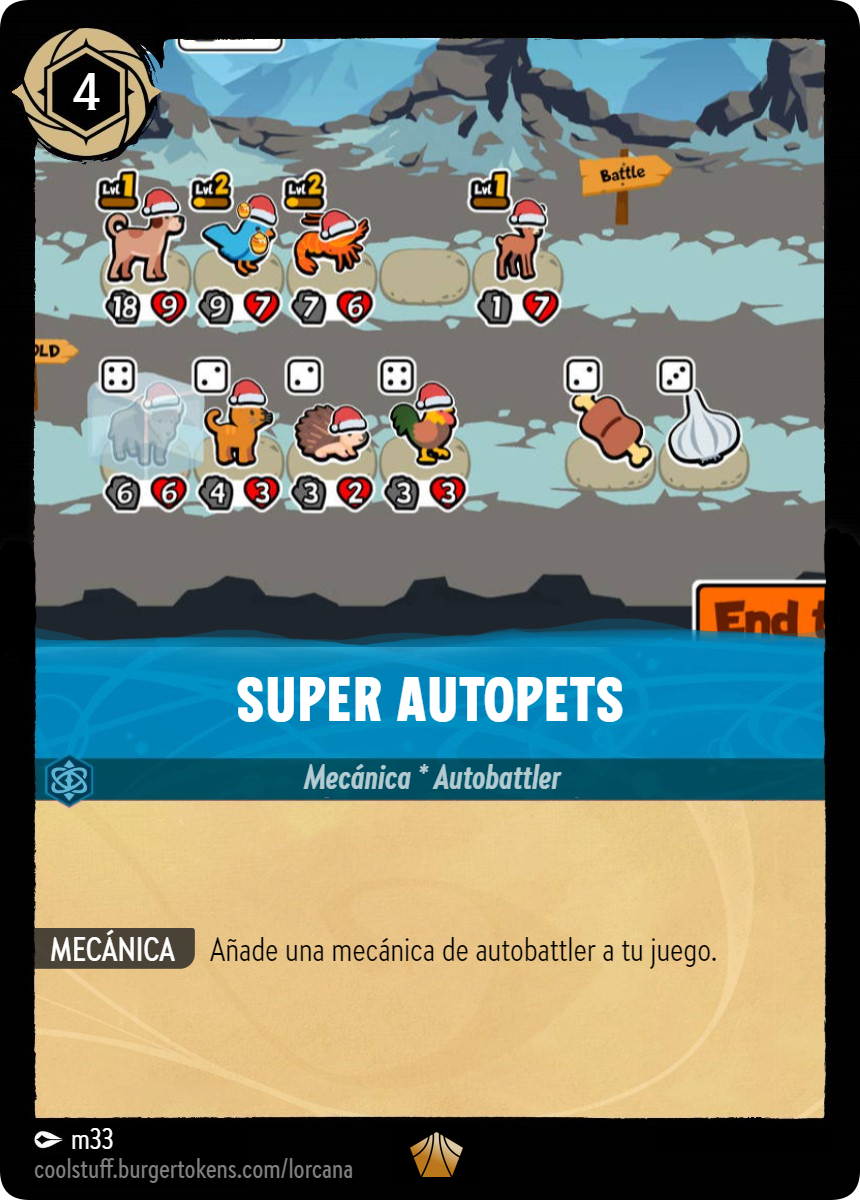 4
Battle
Lvl1 Lvl2 Lvl2 Lvl1
18 9 9 7 7 6 1 7
OLD
6 6 4 3 3 2 3 3
End t
SUPER AUTOPETS
Mecánica * Autobattler
MECÁNICA Añade una mecánica de autobattler a tu juego.
m33
coolstuff.burgertokens.com/lorcana